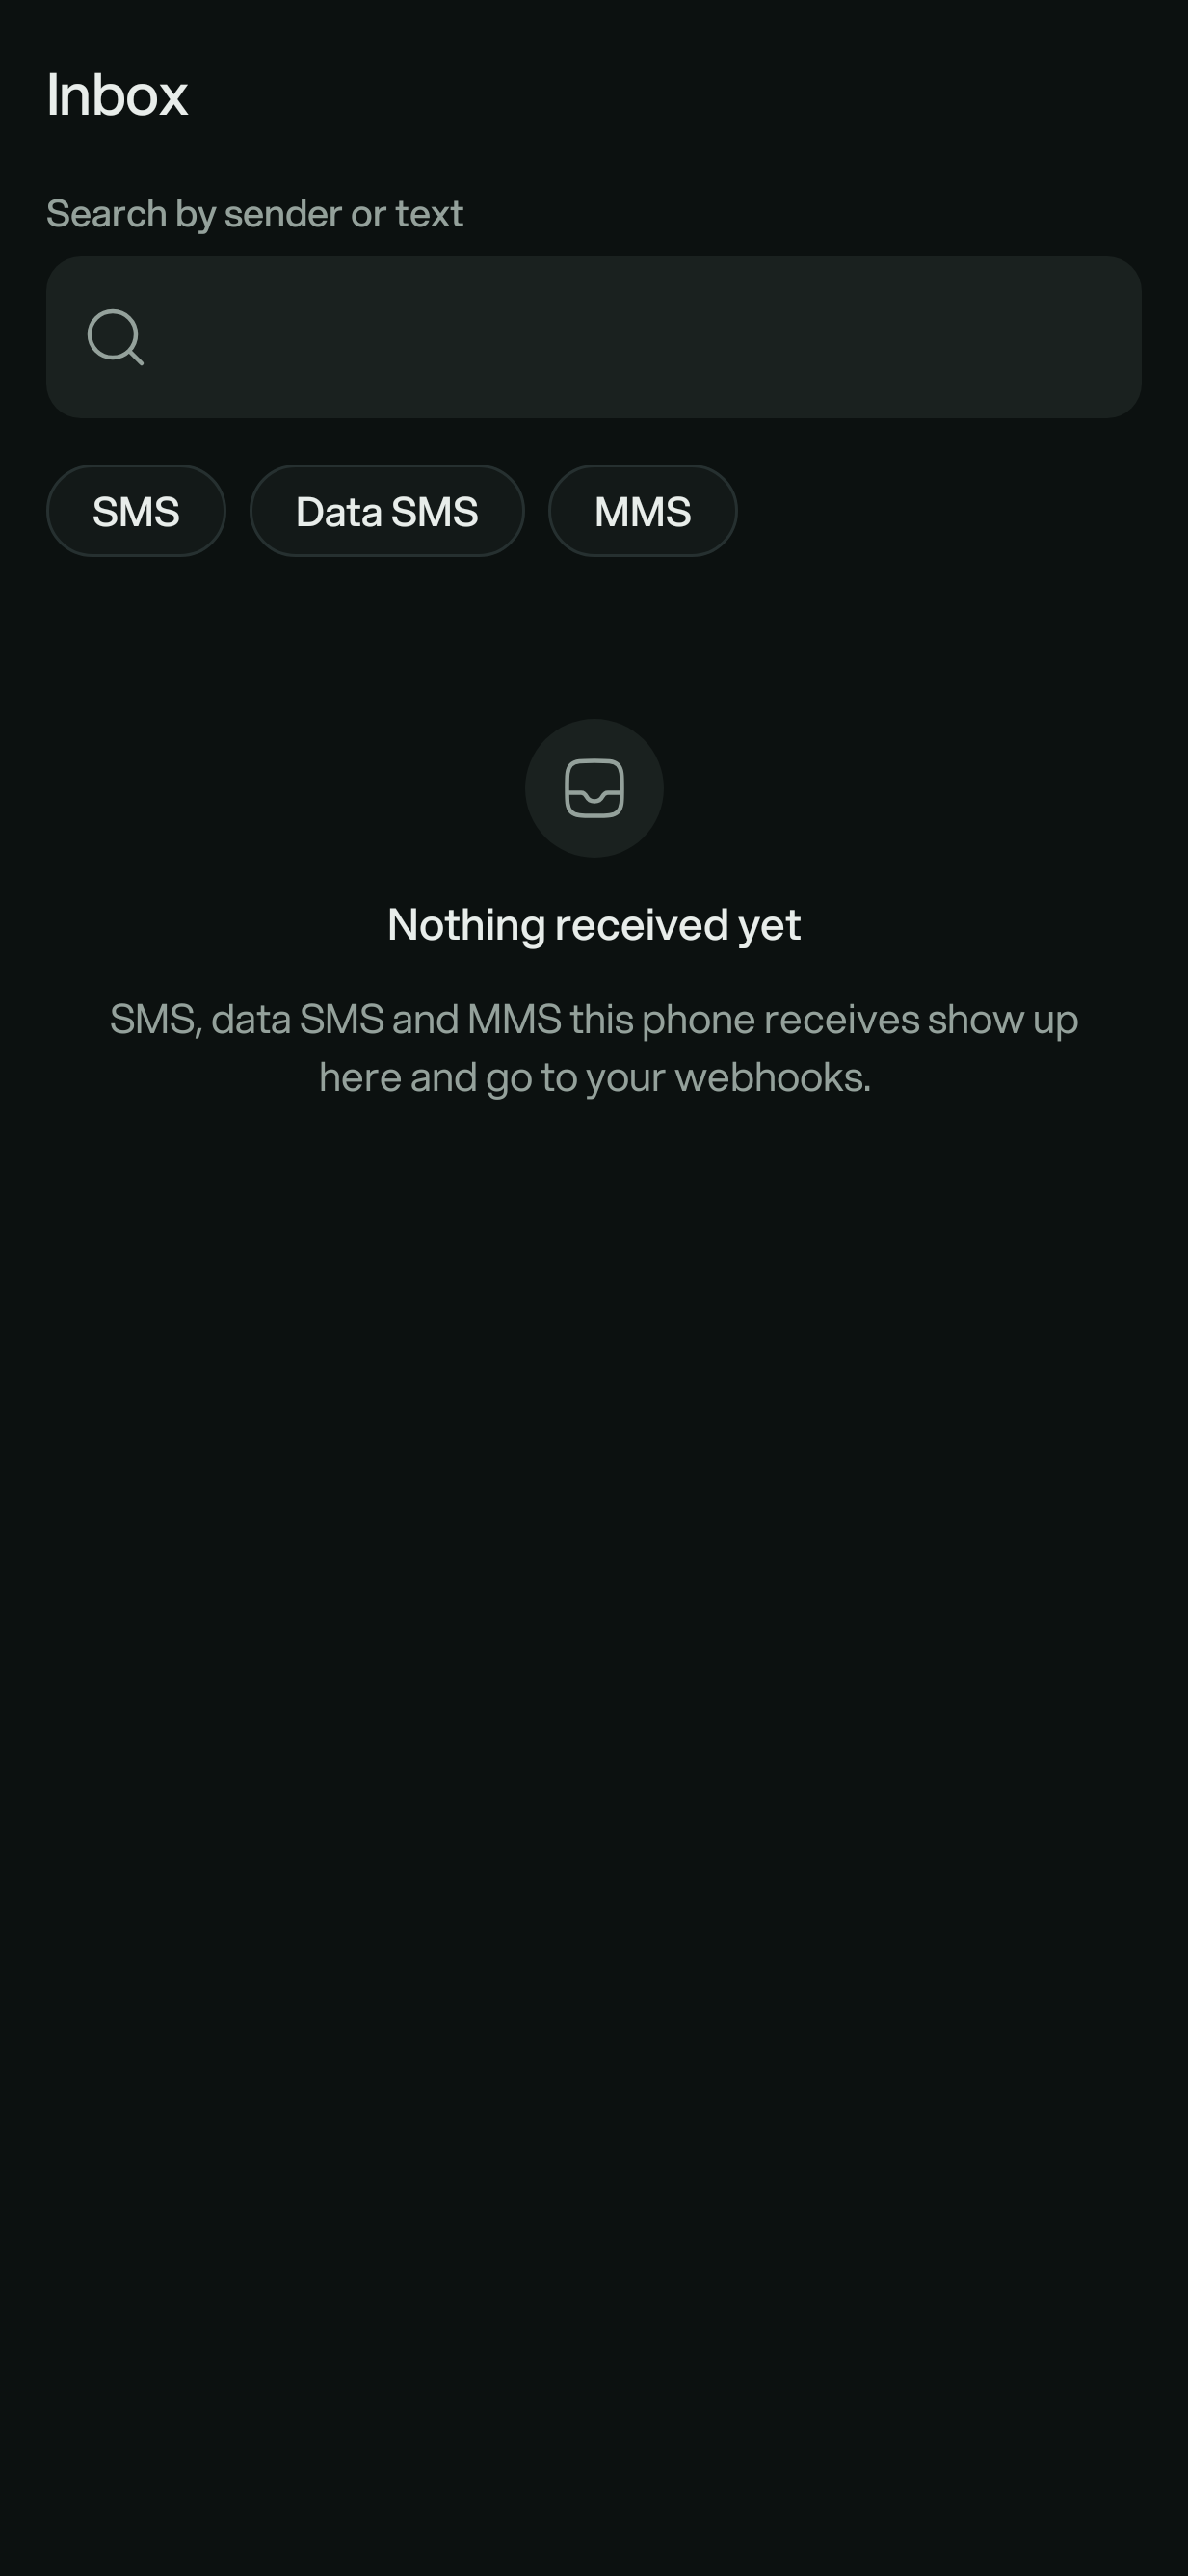 Inbox
Search by sender or text
SMS
Data SMS
MMS
Nothing received yet
SMS, data SMS and MMS this phone receives show up
here and go to your webhooks.